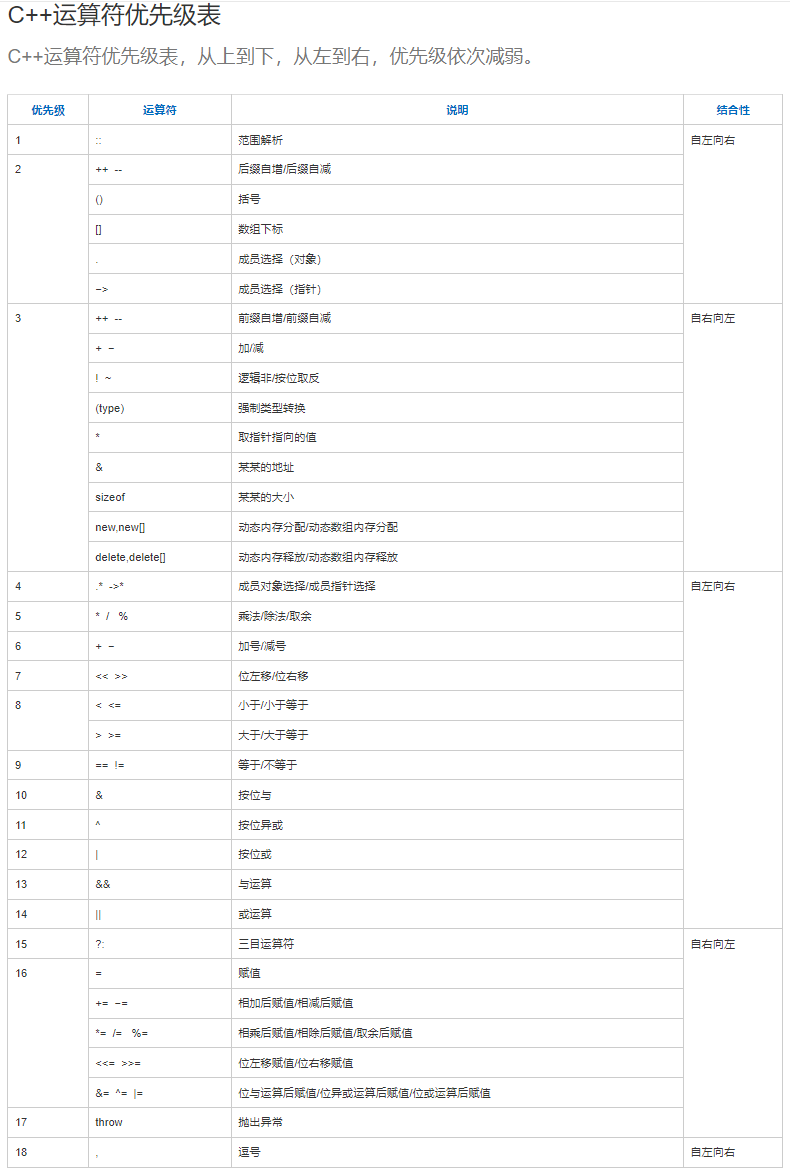 C++运算符优先级表
C++运算符优先级表，从上到下，从左到右，优先级依次减弱。
优先级 运算符 说明 结合性
1 :: 范围解析 自左向右
2 ++ -- 后缀自增/后缀自减
() 括号
[] 数组下标
. 成员选择（对象）
−> 成员选择（指针）
3 ++ -- 前缀自增/前缀自减 自右向左
+ − 加/减
! ~ 逻辑非/按位取反
(type) 强制类型转换
* 取指针指向的值
& 某某的地址
sizeof 某某的大小
new,new[] 动态内存分配/动态数组内存分配
delete,delete[] 动态内存释放/动态数组内存释放
4 .* ->* 成员对象选择/成员指针选择 自左向右
5 * / % 乘法/除法/取余
6 + − 加号/减号
7 << >> 位左移/位右移
8 < <= 小于/小于等于
> >= 大于/大于等于
9 == != 等于/不等于
10 & 按位与
11 ^ 按位异或
12 | 按位或
13 && 与运算
14 || 或运算
15 ?: 三目运算符 自右向左
16 = 赋值
+= −= 相加后赋值/相减后赋值
*= /= %= 相乘后赋值/相除后赋值/取余后赋值
<<= >>= 位左移赋值/位右移赋值
&= ^= |= 位与运算后赋值/位异或运算后赋值/位或运算后赋值
17 throw 抛出异常
18 , 逗号 自左向右